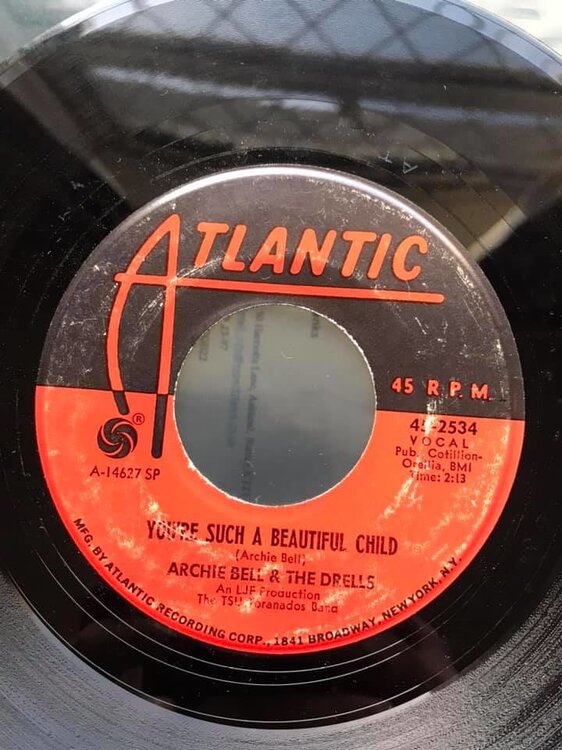 ATLANTIC
45 R.P.M.
®
45-2534
VOCAL
Pub. Cotillion-
Orellia, BMI
Time: 2:13
A-14627 SP
YOU'RE SUCH A BEAUTIFUL CHILD
(Archie Bell)
ARCHIE BELL & THE DRELLS
An LJF Production
The TSU Toranados Band
MFG. BY ATLANTIC RECORDING CORP., 1841 BROADWAY, NEW YORK, N.Y.